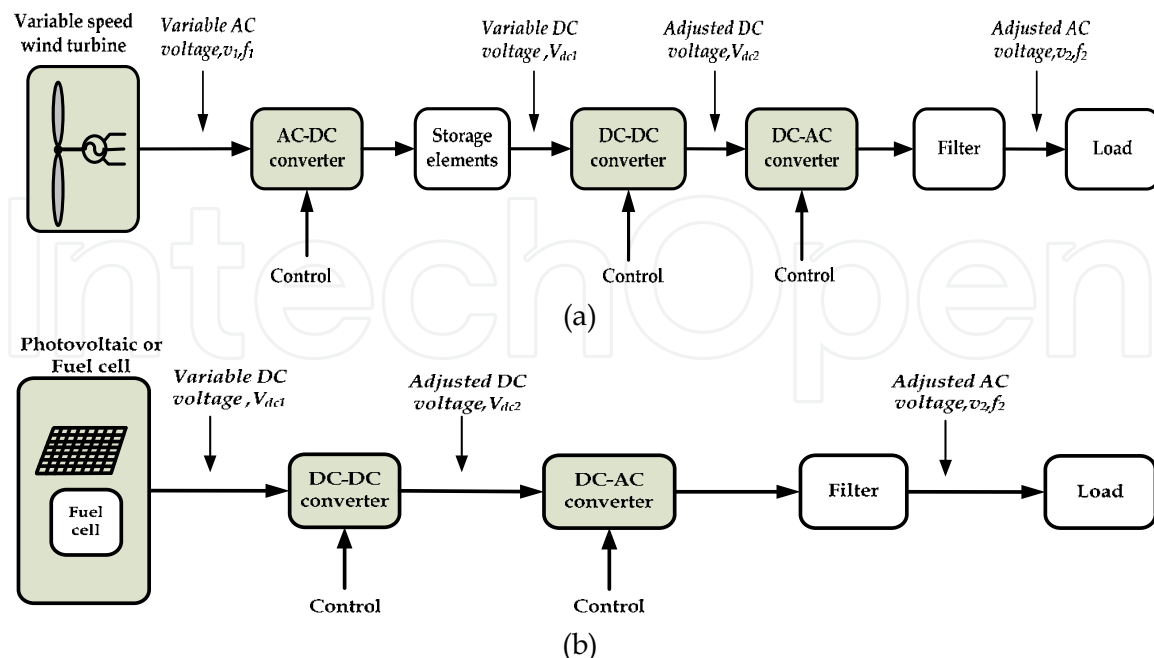 Variable speed
wind turbine
Variable AC
voltage,v1,f1
Variable DC
voltage,Vdc1
Adjusted DC
voltage,Vdc2
Adjusted AC
voltage,v2,f2
AC-DC
converter
Storage
elements
DC-DC
converter
DC-AC
converter
Filter
Load
Control
Control
Control
(a)
IntechOpen
Photovoltaic or
Fuel cell
Variable DC
voltage ,Vdc1
Adjusted DC
voltage,Vdc2
Adjusted AC
voltage,v2,f2
Fuel
cell
DC-DC
converter
DC-AC
converter
Filter
Load
Control
Control
(b)